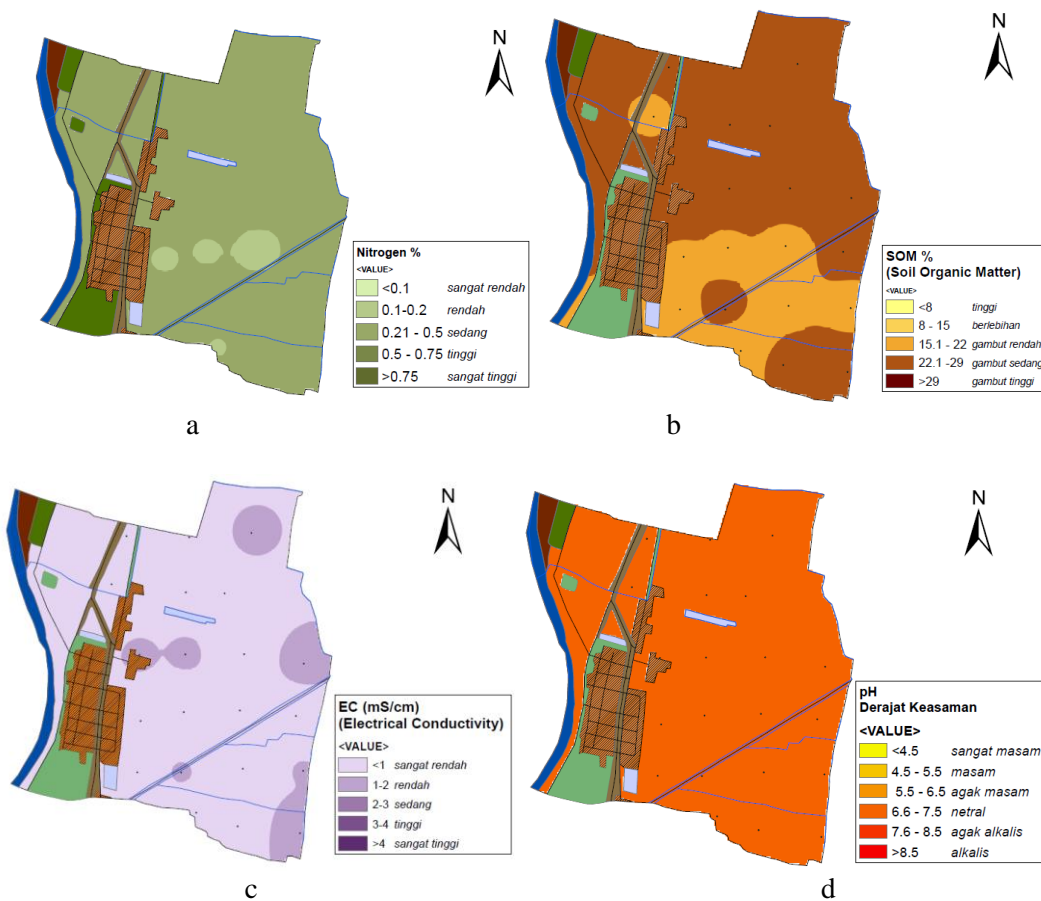 N
Nitrogen %
<VALUE>
<0.1 sangat rendah
0.1-0.2 rendah
0.21 - 0.5 sedang
0.5 - 0.75 tinggi
>0.75 sangat tinggi
a
N
SOM %
(Soil Organic Matter)
<VALUE>
<8 tinggi
8 - 15 berlebihan
15.1 - 22 gambut rendah
22.1 -29 gambut sedang
>29 gambut tinggi
b
N
EC (mS/cm)
(Electrical Conductivity)
<VALUE>
<1 sangat rendah
1-2 rendah
2-3 sedang
3-4 tinggi
>4 sangat tinggi
c
N
pH
Derajat Keasaman
<VALUE>
<4.5 sangat masam
4.5 - 5.5 masam
5.5 - 6.5 agak masam
6.6 - 7.5 netral
7.6 - 8.5 agak alkalis
>8.5 alkalis
d